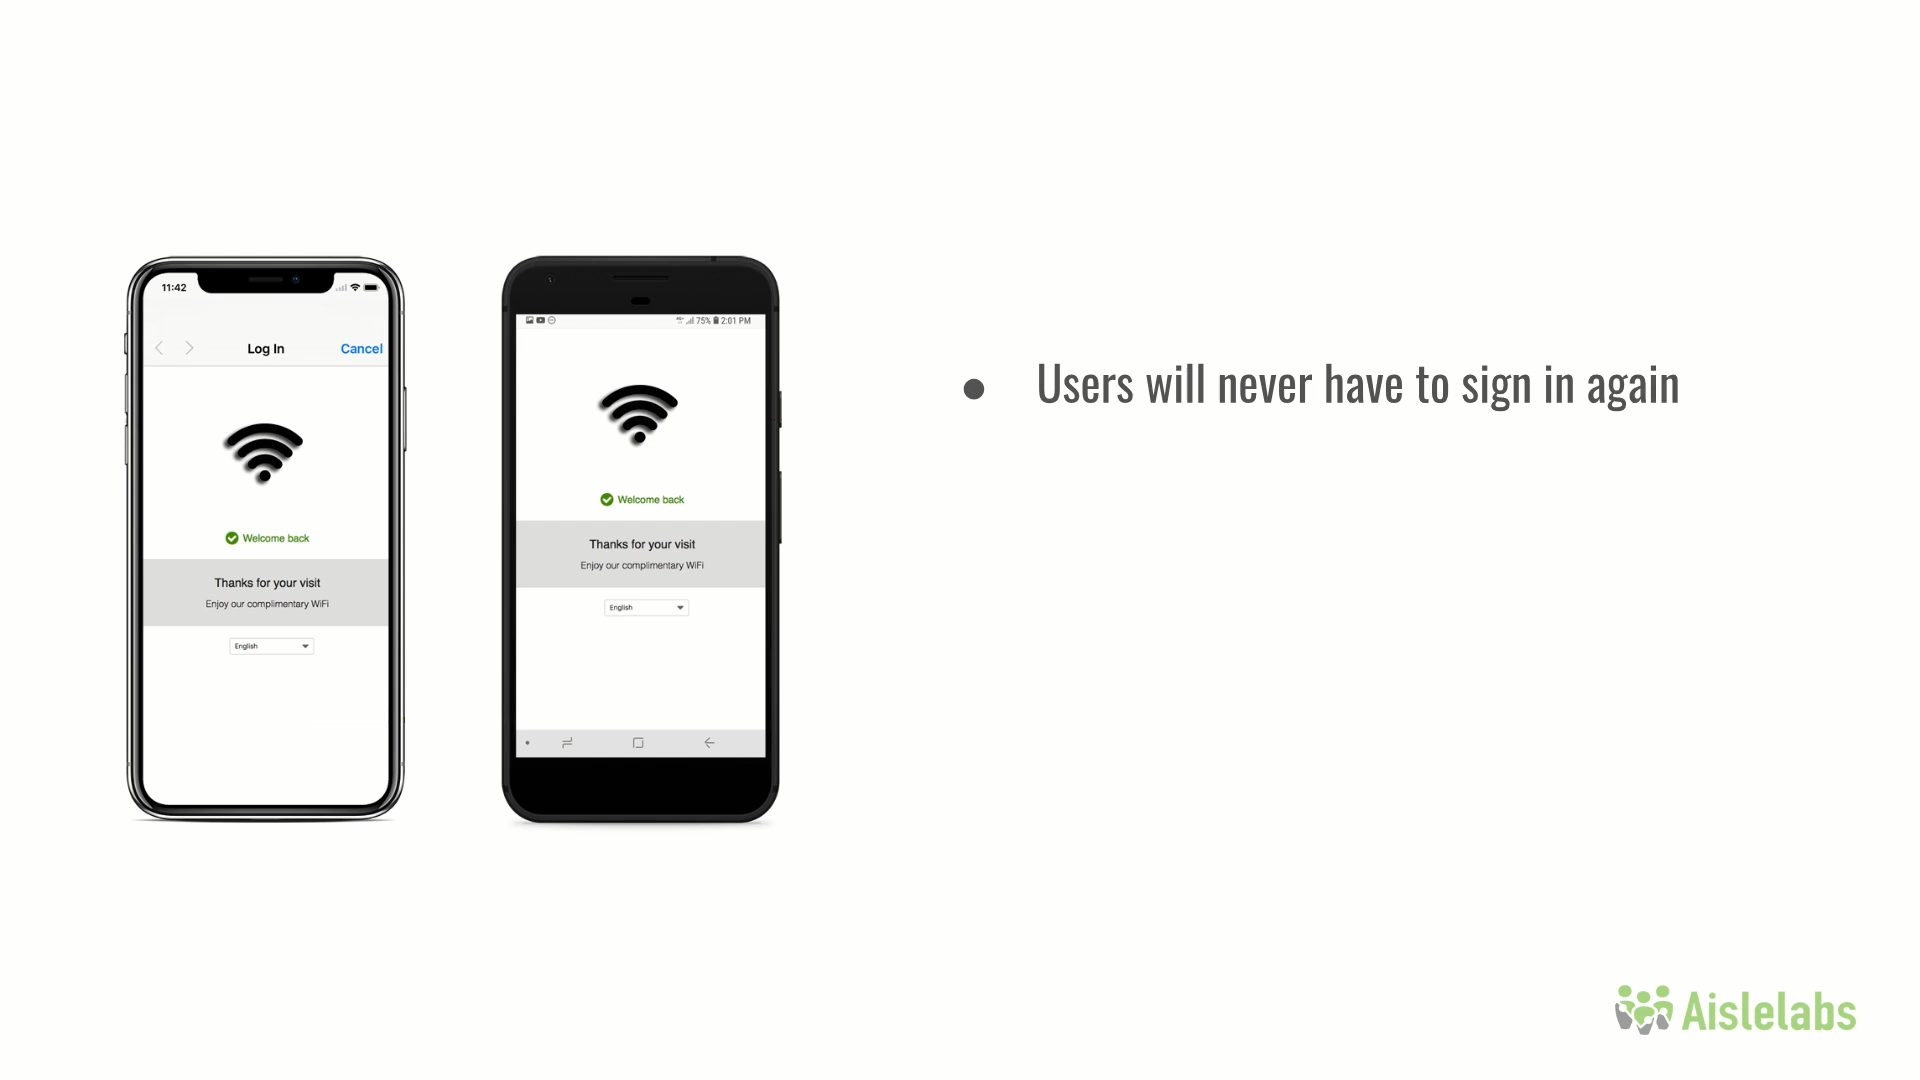 11:42
Log In
Cancel
Welcome back
Thanks for your visit
Enjoy our complimentary WiFi
English
75% 2:01 PM
Welcome back
Thanks for your visit
Enjoy our complimentary WiFi
English
● Users will never have to sign in again
Aislelabs